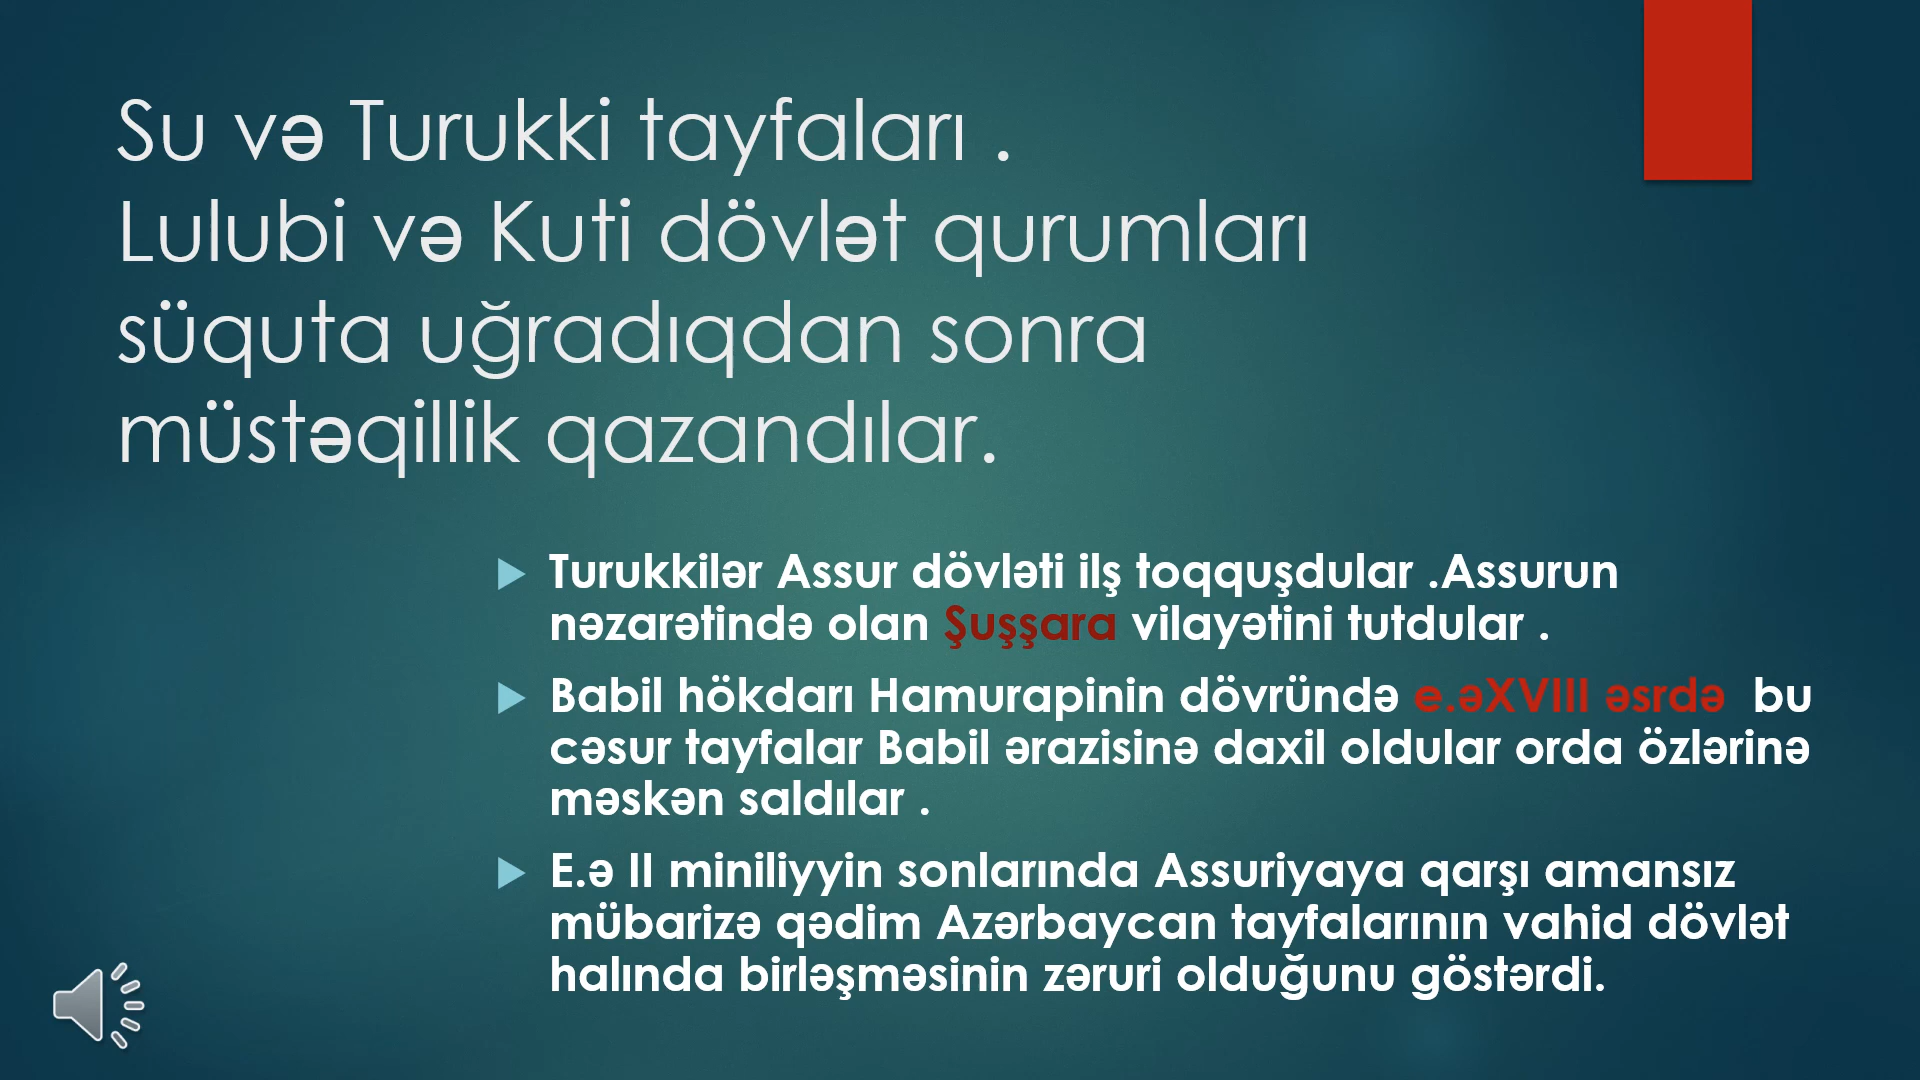 Su və Turukki tayfaları .
Lulubi və Kuti dövlət qurumları
süquta uğradıqdan sonra
müstəqillik qazandılar.
Turukkilər Assur dövləti ilş toqquşdular .Assurun
nəzarətində olan Şuşşara vilayətini tutdular .
Babil hökdarı Hamurapinin dövründə e.əXVIII əsrdə bu
cəsur tayfalar Babil ərazisinə daxil oldular orda özlərinə
məskən saldılar .
E.ə II miniliyyin sonlarında Assuriyaya qarşı amansız
mübarizə qədim Azərbaycan tayfalarının vahid dövlət
halında birləşməsinin zəruri olduğunu göstərdi.